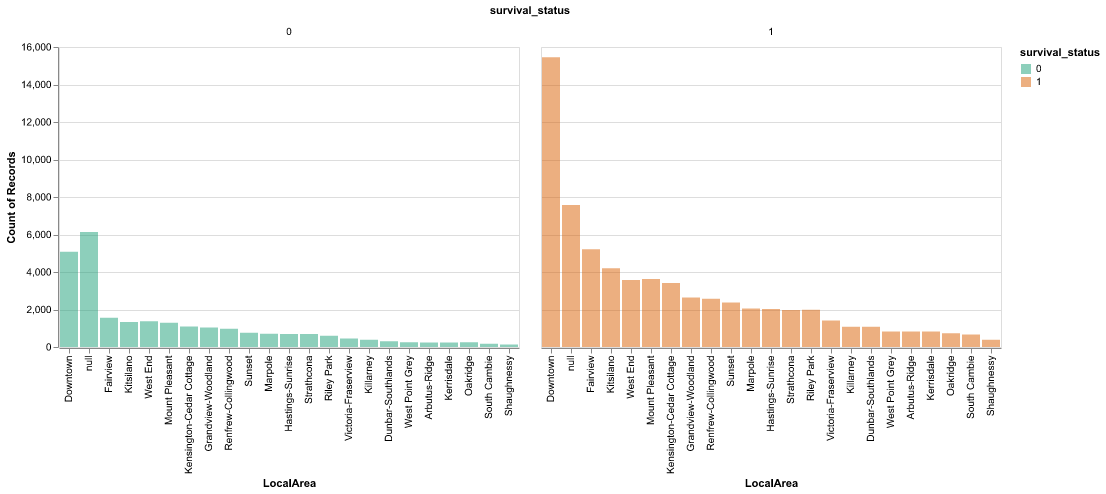 survival_status
0
1
survival_status
0
1
16,000
14,000
12,000
10,000
8,000
6,000
4,000
2,000
0
Count of Records
Downtown
null
Fairview
Kitsilano
West End
Mount Pleasant
Kensington-Cedar Cottage
Grandview-Woodland
Renfrew-Collingwood
Sunset
Marpole
Hastings-Sunrise
Strathcona
Riley Park
Victoria-Fraserview
Killarney
Dunbar-Southlands
West Point Grey
Arbutus-Ridge
Kerrisdale
Oakridge
South Cambie
Shaughnessy
LocalArea
Downtown
null
Fairview
Kitsilano
West End
Mount Pleasant
Kensington-Cedar Cottage
Grandview-Woodland
Renfrew-Collingwood
Sunset
Marpole
Hastings-Sunrise
Strathcona
Riley Park
Victoria-Fraserview
Killarney
Dunbar-Southlands
West Point Grey
Arbutus-Ridge
Kerrisdale
Oakridge
South Cambie
Shaughnessy
LocalArea